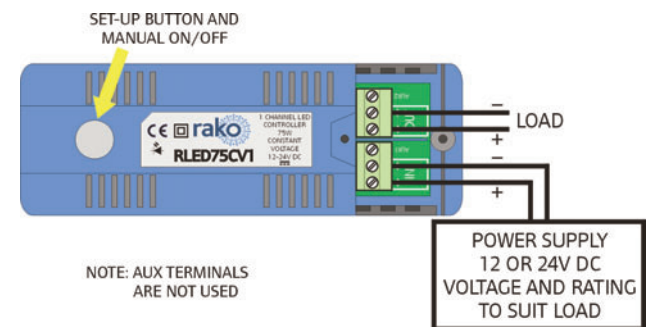 SET-UP BUTTON AND
MANUAL ON/OFF
CE rako
RLED75CV1
1 CHANNEL LED
CONTROLLER
75W
CONSTANT
VOLTAGE
12-24V DC
−
LOAD
+
−
+
POWER SUPPLY
12 OR 24V DC
VOLTAGE AND RATING
TO SUIT LOAD
NOTE: AUX TERMINALS
ARE NOT USED